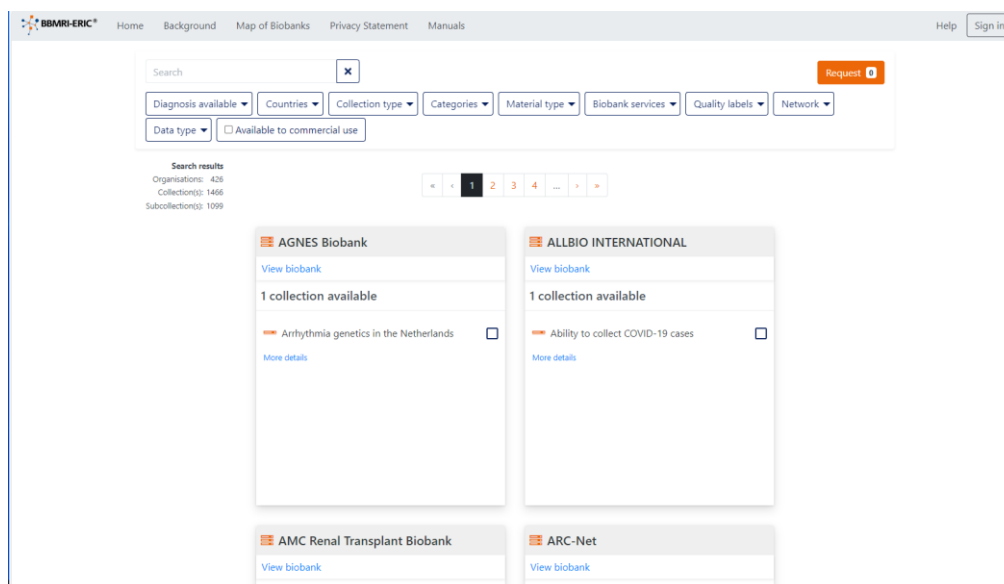 BBMRI-ERIC® Home Background Map of Biobanks Privacy Statement Manuals Help Sign in
Search Request 0
Diagnosis available Countries Collection type Categories Material type Biobank services Quality labels Network
Data type Available to commercial use
Search results
Organisations: 426
Collection(s): 1466
Subcollection(s): 1099
« ‹ 1 2 3 4 ... › »
AGNES Biobank
View biobank
1 collection available
Arrhythmia genetics in the Netherlands
More details
ALLBIO INTERNATIONAL
View biobank
1 collection available
Ability to collect COVID-19 cases
More details
AMC Renal Transplant Biobank
View biobank
ARC-Net
View biobank